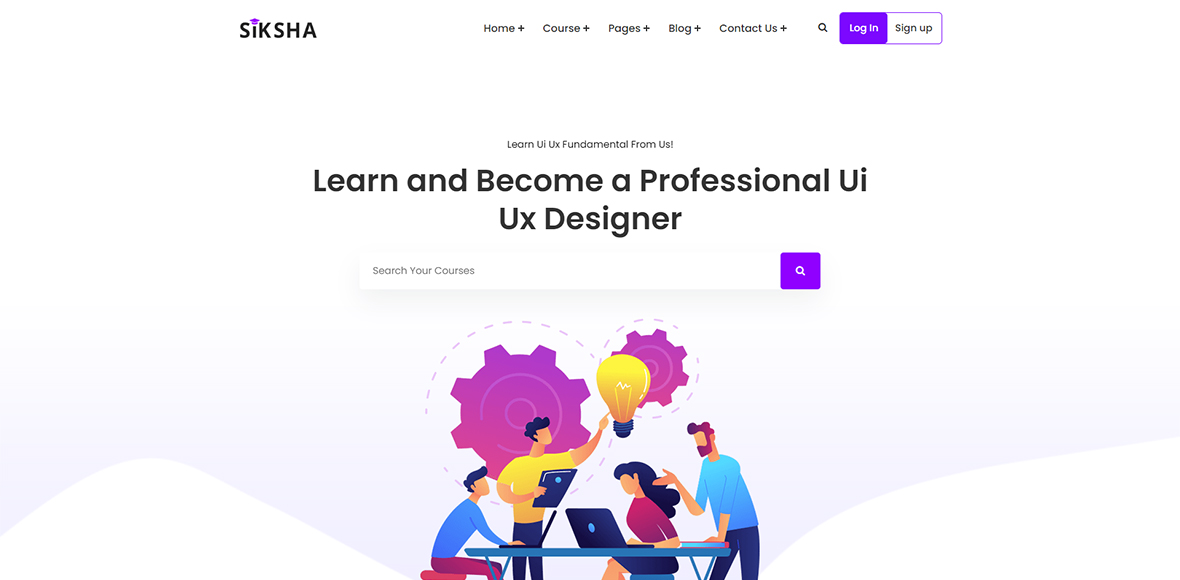 SiKSHA
Home + Course + Pages + Blog + Contact Us + Log In Sign up
Learn Ui Ux Fundamental From Us!
Learn and Become a Professional Ui
Ux Designer
Search Your Courses